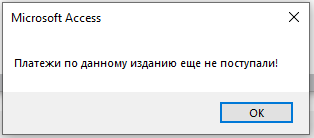 Microsoft Access
Платежи по данному изданию еще не поступали!
OK